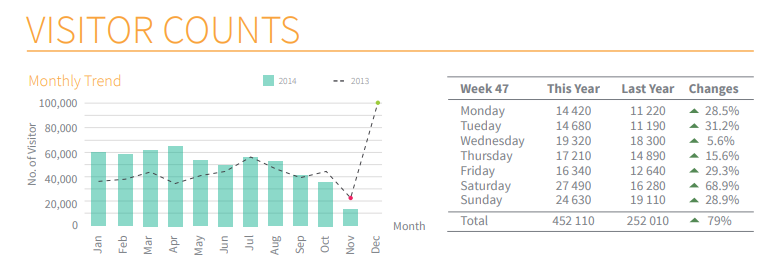 VISITOR COUNTS
Monthly Trend
2014
2013
No. of Visitor
100,000
80,000
60,000
40,000
20,000
0
Jan
Feb
Mar
Apr
May
Jun
Jul
Aug
Sep
Oct
Nov
Dec
Month
Week 47 This Year Last Year Changes
Monday 14 420 11 220 28.5%
Tueday 14 680 11 190 31.2%
Wednesday 19 320 18 300 5.6%
Thursday 17 210 14 890 15.6%
Friday 16 340 12 640 29.3%
Saturday 27 490 16 280 68.9%
Sunday 24 630 19 110 28.9%
Total 452 110 252 010 79%